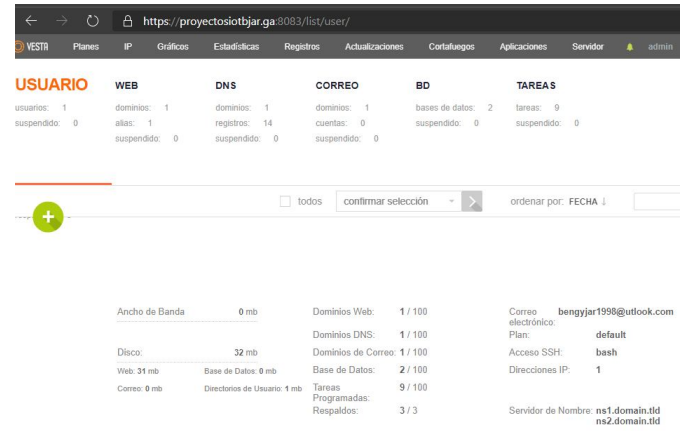 https://proyectosiotbjar.ga:8083/list/user/
VESTA Planes IP Gráficos Estadísticas Registros Actualizaciones Cortafuegos Aplicaciones Servidor admin
USUARIO WEB DNS CORREO BD TAREAS
usuarios: 1 dominios: 1 dominios: 1 dominios: 1 bases de datos: 2 tareas: 9
suspendido: 0 alias: 1 registros: 14 cuentas: 0 suspendido: 0 suspendido: 0
suspendido: 0 suspendido: 0 suspendido: 0
todos confirmar selección ordenar por: FECHA ↓
+
Ancho de Banda 0 mb Dominios Web: 1 / 100 Correo electrónico: bengyjar1998@utlook.com
Dominios DNS: 1 / 100 Plan: default
Disco: 32 mb Dominios de Correo: 1 / 100 Acceso SSH: bash
Web: 31 mb Base de Datos: 0 mb Base de Datos: 2 / 100 Direcciones IP: 1
Correo: 0 mb Directorios de Usuario: 1 mb Tareas Programadas: 9 / 100
Respaldos: 3 / 3 Servidor de Nombre: ns1.domain.tld
ns2.domain.tld